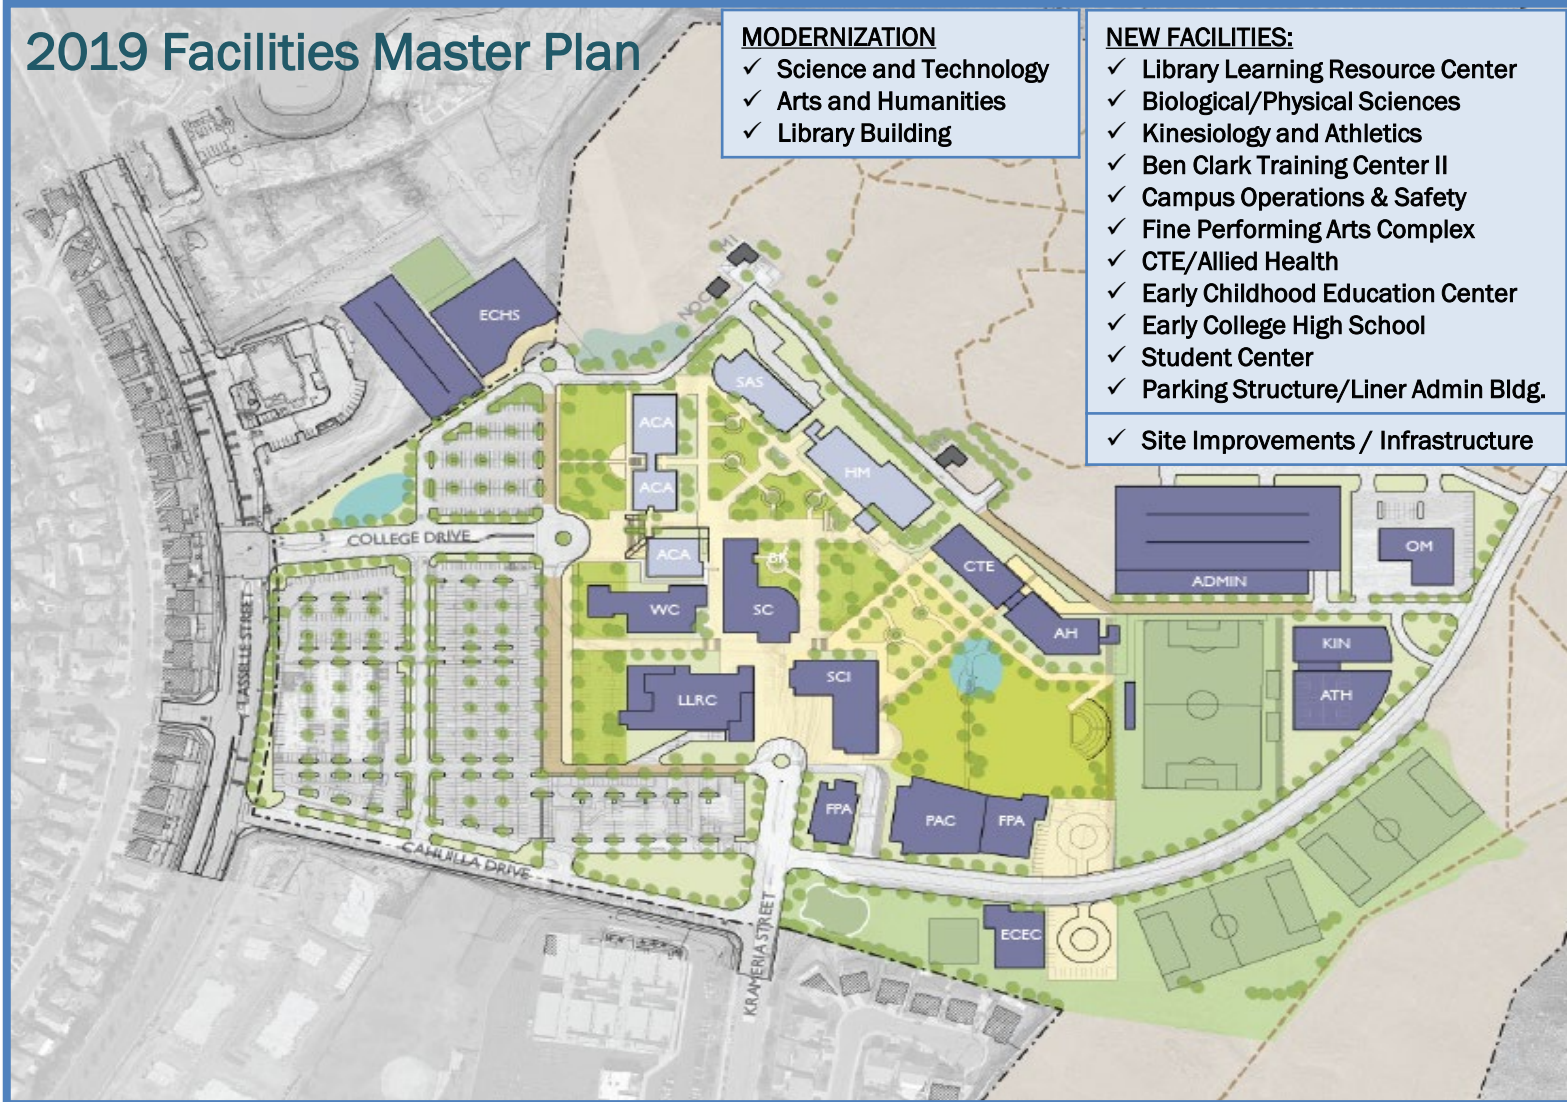 2019 Facilities Master Plan
MODERNIZATION
✓ Science and Technology
✓ Arts and Humanities
✓ Library Building
NEW FACILITIES:
✓ Library Learning Resource Center
✓ Biological/Physical Sciences
✓ Kinesiology and Athletics
✓ Ben Clark Training Center II
✓ Campus Operations & Safety
✓ Fine Performing Arts Complex
✓ CTE/Allied Health
✓ Early Childhood Education Center
✓ Early College High School
✓ Student Center
✓ Parking Structure/Liner Admin Bldg.
✓ Site Improvements / Infrastructure
MI
NOC
ECHS
SAS
ACA
HM
ACA
COLLEGE DRIVE
ACA
BK
CTE
OM
ADMIN
WC
SC
AH
KIN
LASSELLE STREET
SCI
LLRC
ATH
FPA
PAC
FPA
CAHUILLA DRIVE
KRAMERIA STREET
ECEC